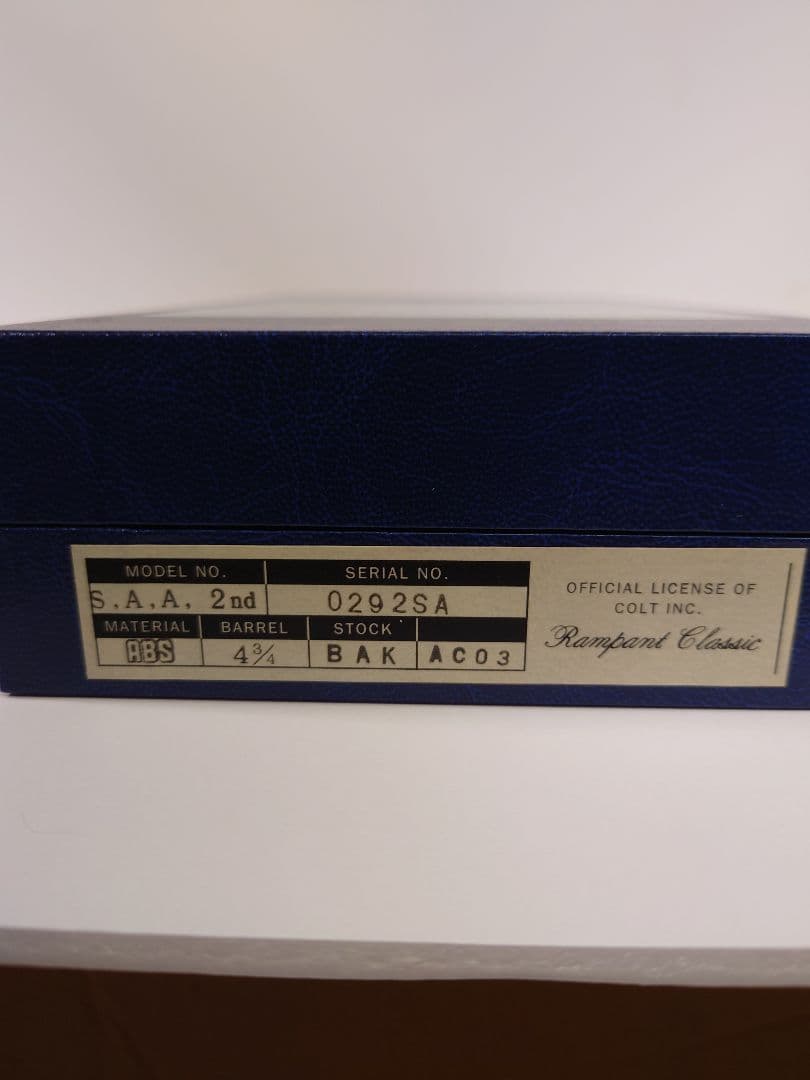 MODEL NO. SERIAL NO.
S.A.A. 2nd 0292SA
MATERIAL BARREL STOCK
ABS 4¾ BAK AC03
OFFICIAL LICENSE OF
COLT INC.
Rampant Classic